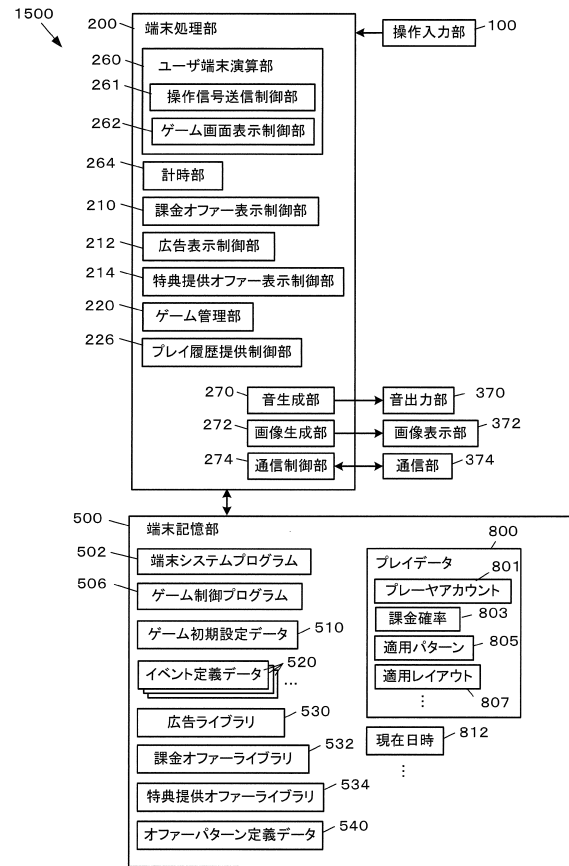 1500
200
端末処理部
操作入力部
100
260
ユーザ端末演算部
261
操作信号送信制御部
262
ゲーム画面表示制御部
264
計時部
210
課金オファー表示制御部
212
広告表示制御部
214
特典提供オファー表示制御部
220
ゲーム管理部
226
プレイ履歴提供制御部
270
音生成部
音出力部
370
272
画像生成部
画像表示部
372
274
通信制御部
通信部
374
500
端末記憶部
502
端末システムプログラム
506
ゲーム制御プログラム
ゲーム初期設定データ
510
イベント定義データ
520
…
広告ライブラリ
530
課金オファーライブラリ
532
特典提供オファーライブラリ
534
オファーパターン定義データ
540
800
プレイデータ
801
プレーヤアカウント
課金確率
803
適用パターン
805
適用レイアウト
807
⋮
現在日時
812
⋮